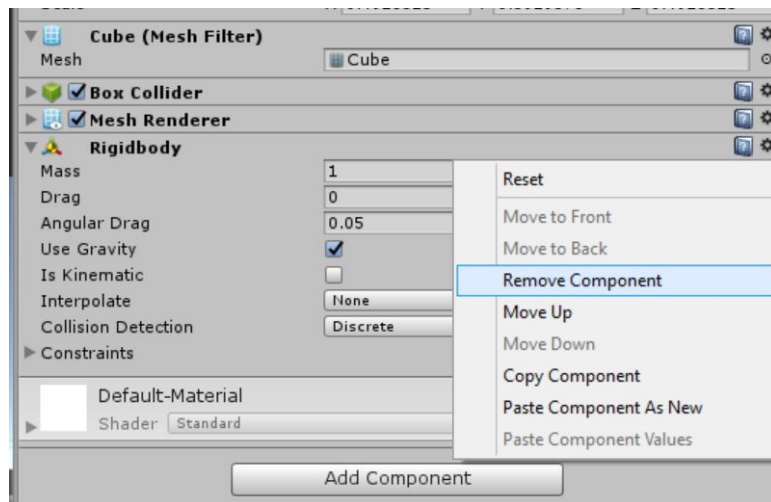 Cube (Mesh Filter)
Mesh Cube
Box Collider
Mesh Renderer
Rigidbody
Mass 1
Drag 0
Angular Drag 0.05
Use Gravity
Is Kinematic
Interpolate None
Collision Detection Discrete
Constraints
Default-Material
Shader Standard
Add Component
Reset
Move to Front
Move to Back
Remove Component
Move Up
Move Down
Copy Component
Paste Component As New
Paste Component Values